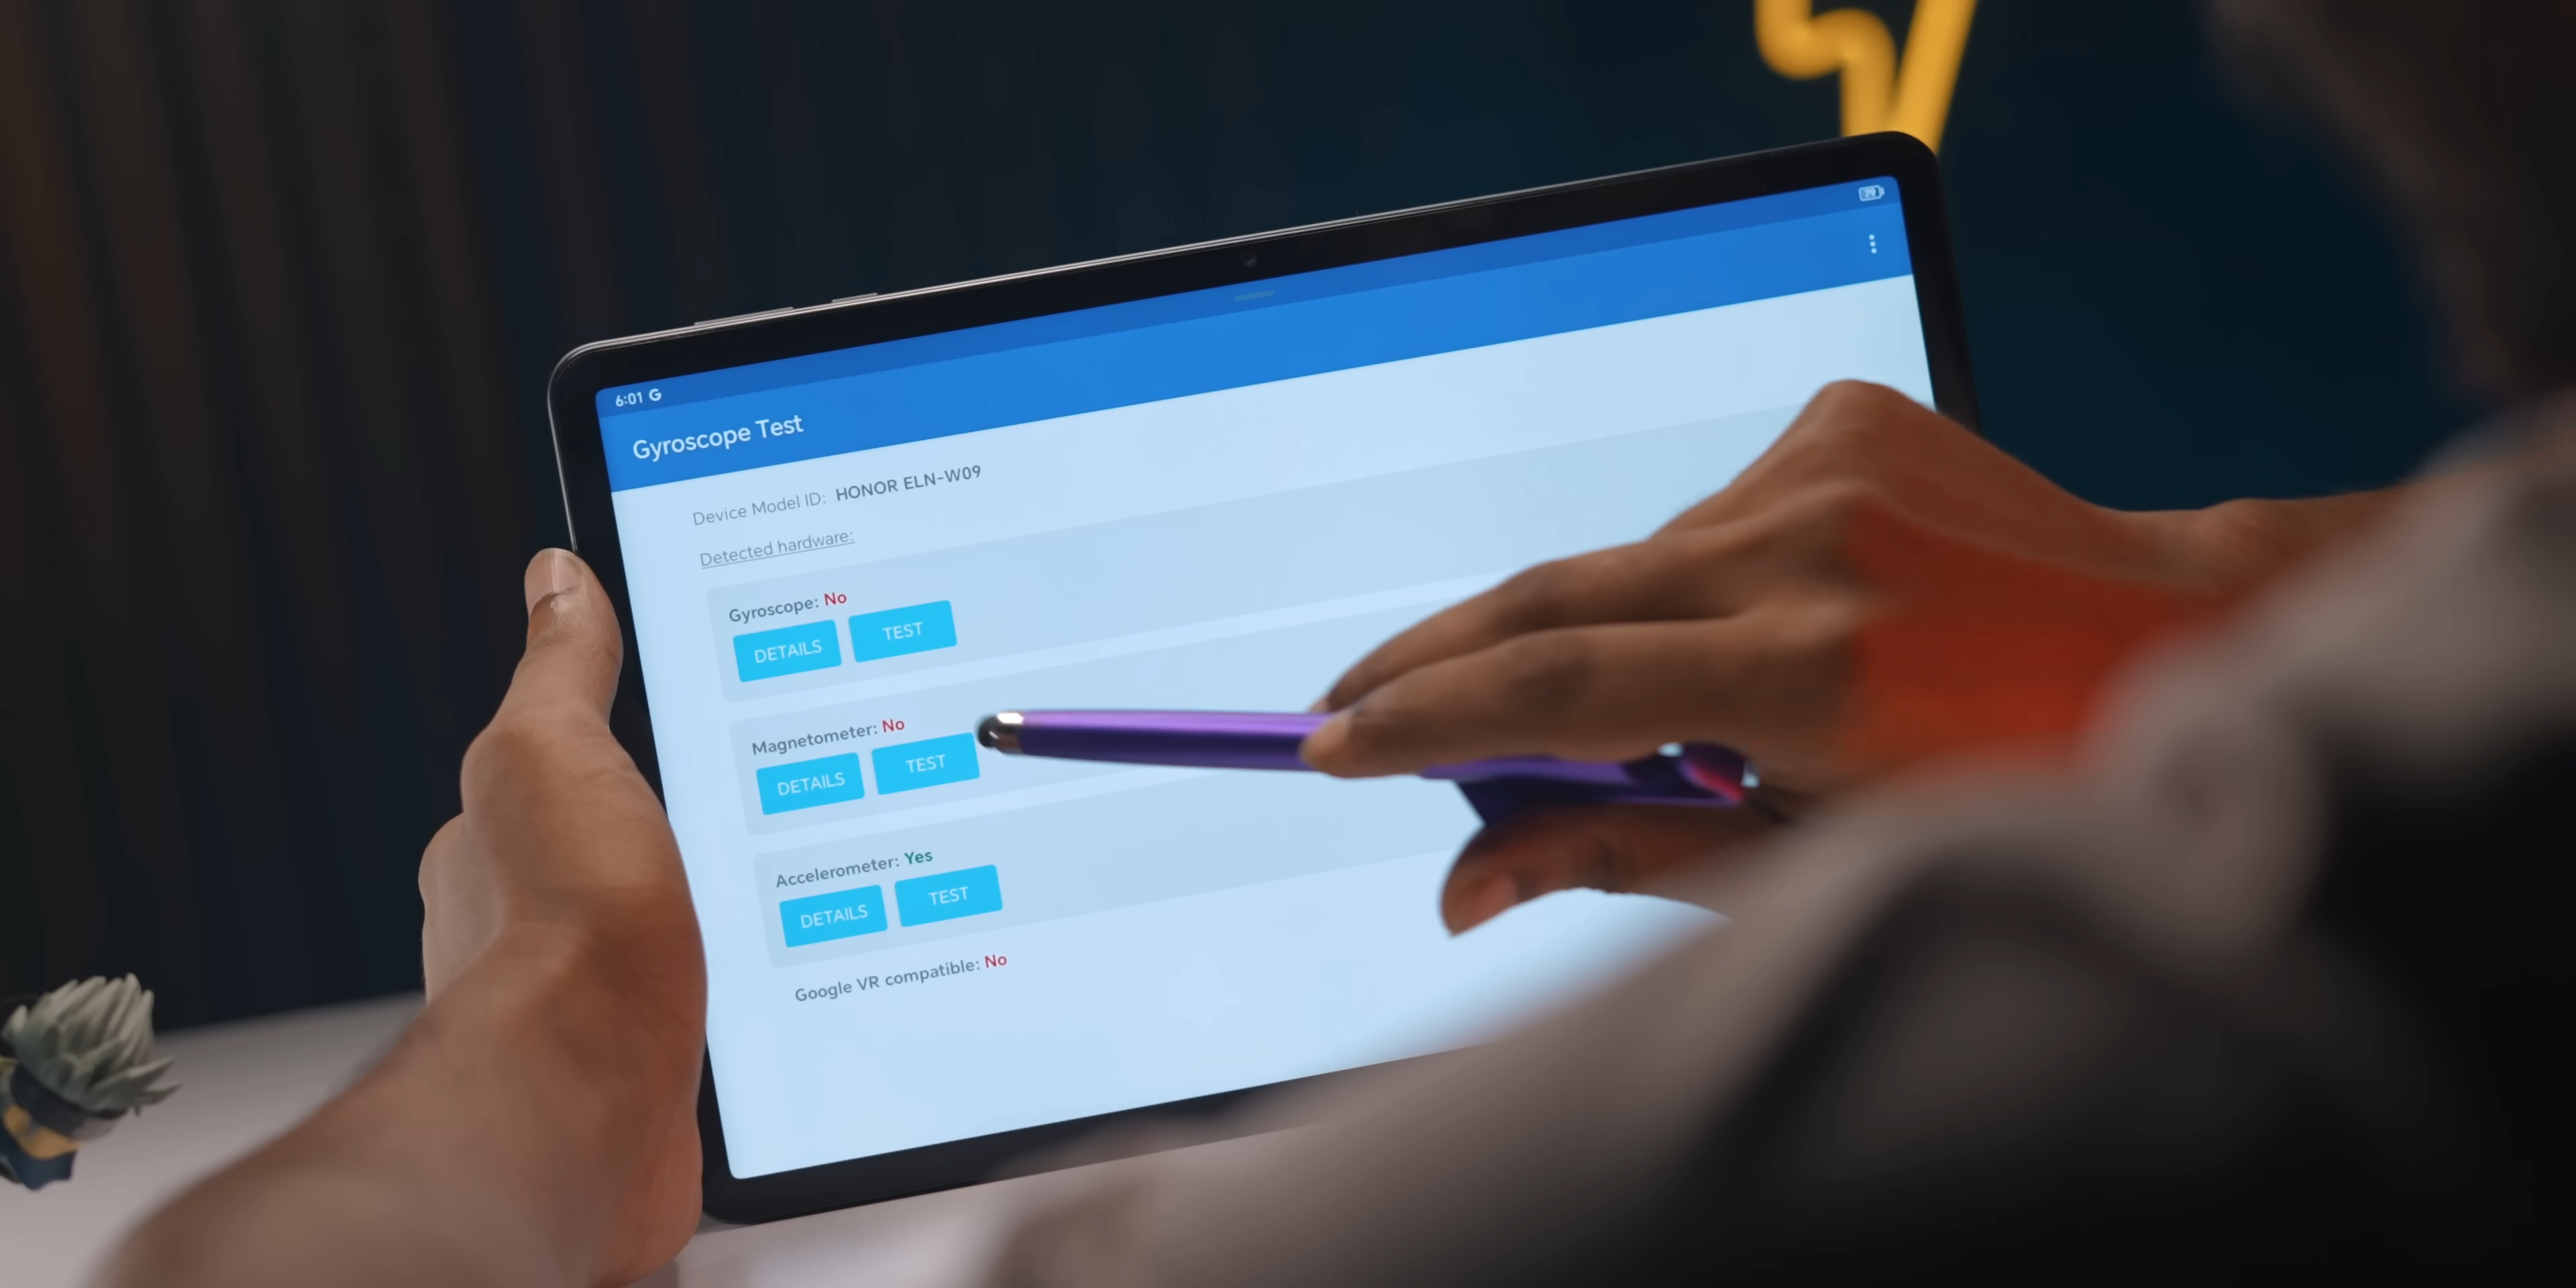 6:01 G
79
Gyroscope Test
Device Model ID: HONOR ELN-W09
Detected hardware:
Gyroscope: No
DETAILS TEST
Magnetometer: No
DETAILS TEST
Accelerometer: Yes
DETAILS TEST
Google VR compatible: No